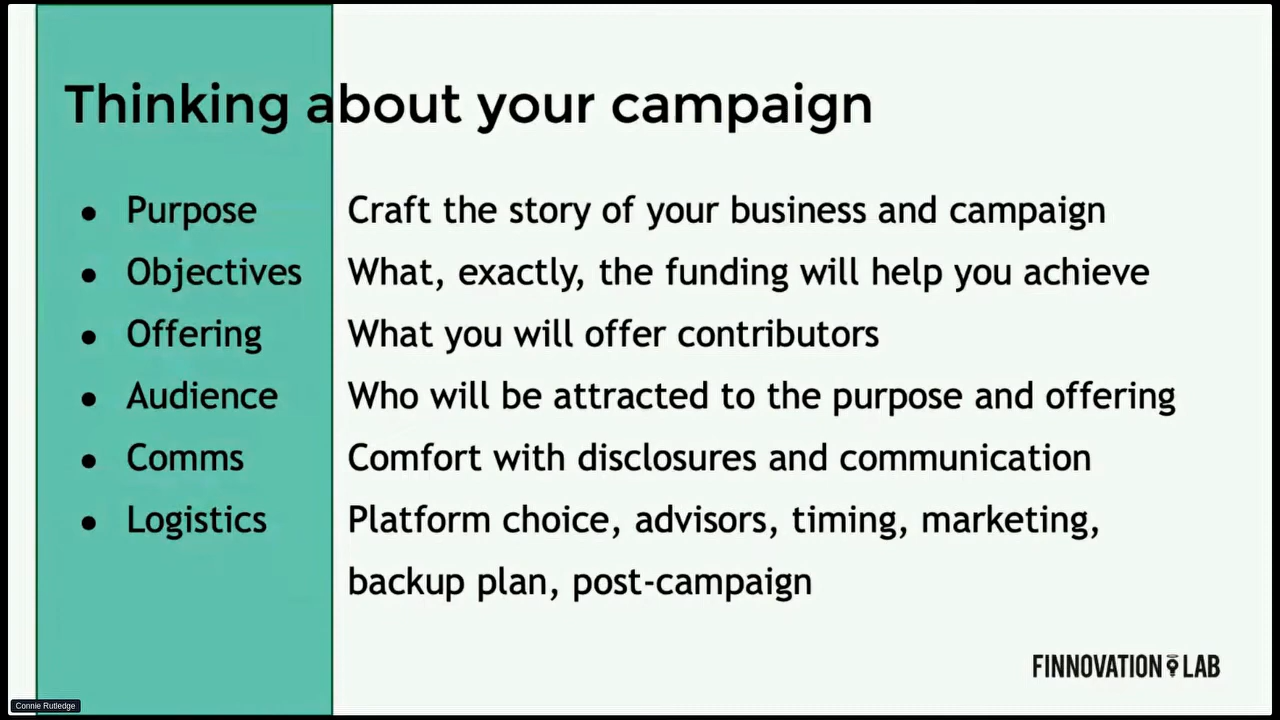 Thinking about your campaign
● Purpose Craft the story of your business and campaign
● Objectives What, exactly, the funding will help you achieve
● Offering What you will offer contributors
● Audience Who will be attracted to the purpose and offering
● Comms Comfort with disclosures and communication
● Logistics Platform choice, advisors, timing, marketing,
backup plan, post-campaign
FINNOVATION LAB
Connie Rutledge